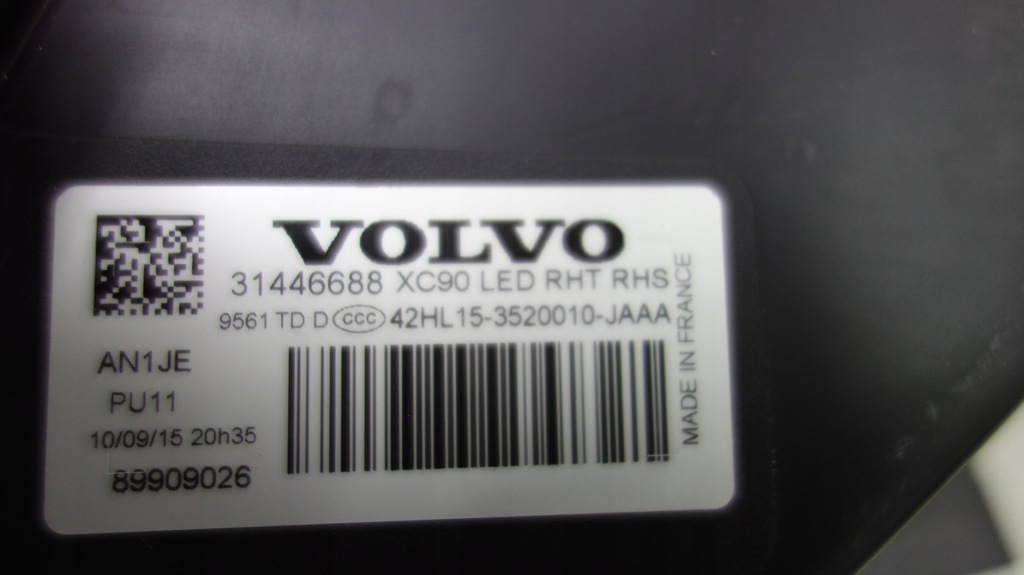 VOLVO
31446688 XC90 LED RHT RHS
9561 TD D CCC 42HL15-3520010-JAAA
AN1JE
PU11
10/09/15 20h35
89909026
MADE IN FRANCE